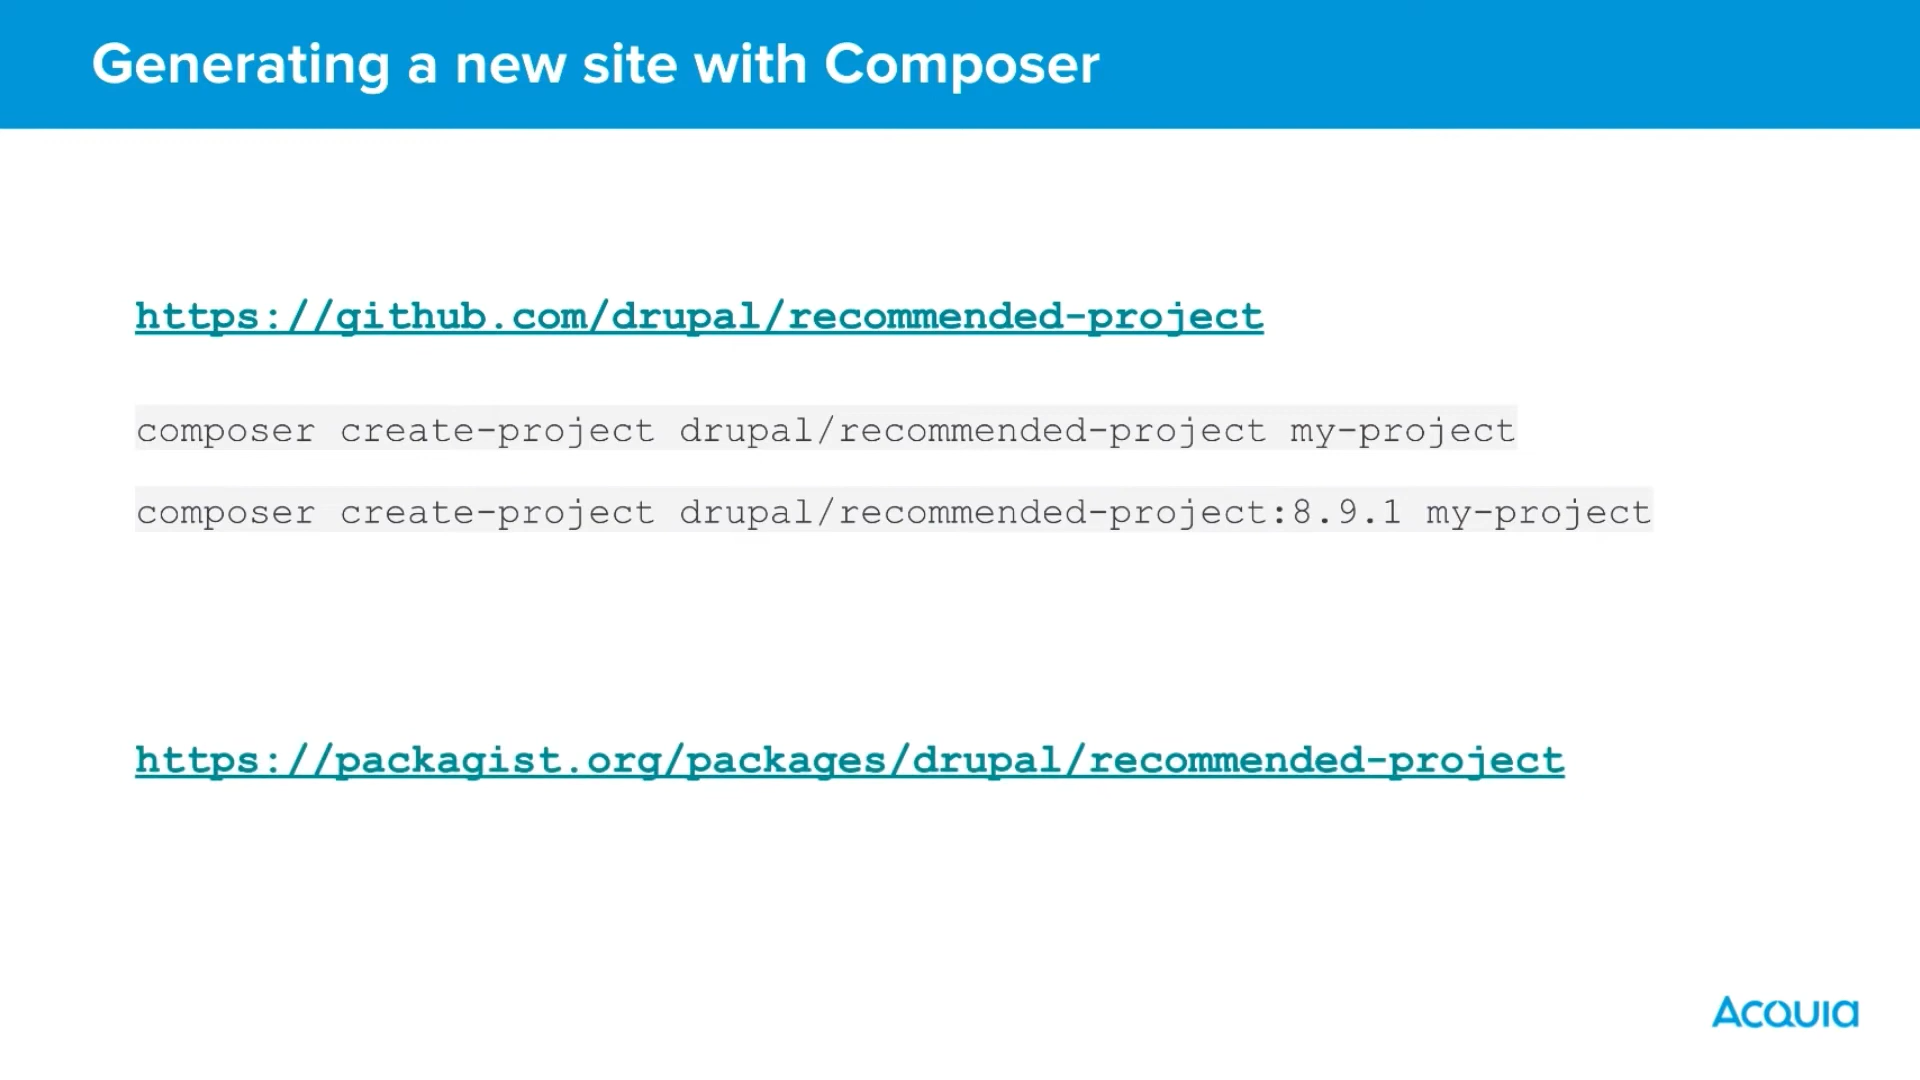 Generating a new site with Composer
https://github.com/drupal/recommended-project
composer create-project drupal/recommended-project my-project
composer create-project drupal/recommended-project:8.9.1 my-project
https://packagist.org/packages/drupal/recommended-project
Acquia